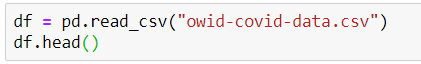 df = pd.read_csv("owid-covid-data.csv")
df.head()